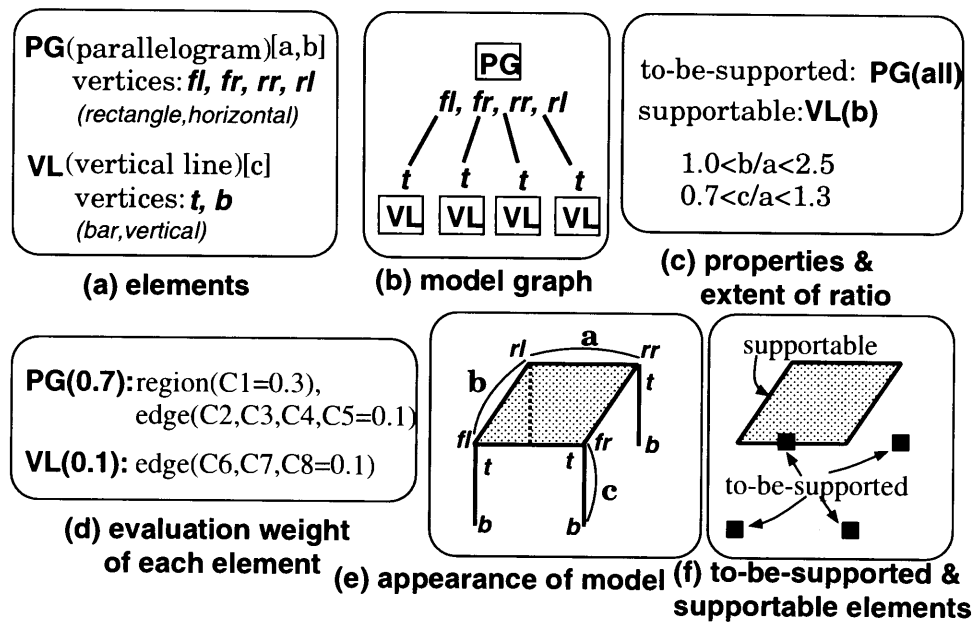 PG(parallelogram)[a,b]
vertices: fl, fr, rr, rl
(rectangle,horizontal)
VL(vertical line)[c]
vertices: t, b
(bar,vertical)
(a) elements
PG
fl, fr, rr, rl
t t t t
VL VL VL VL
(b) model graph
to-be-supported: PG(all)
supportable:VL(b)
1.0<b/a<2.5
0.7<c/a<1.3
(c) properties &
extent of ratio
PG(0.7): region(C1=0.3),
edge(C2,C3,C4,C5=0.1)
VL(0.1): edge(C6,C7,C8=0.1)
(d) evaluation weight
of each element
rl a rr
b t
fl fr b
t t c
b b
(e) appearance of model
supportable
to-be-supported
(f) to-be-supported &
supportable elements